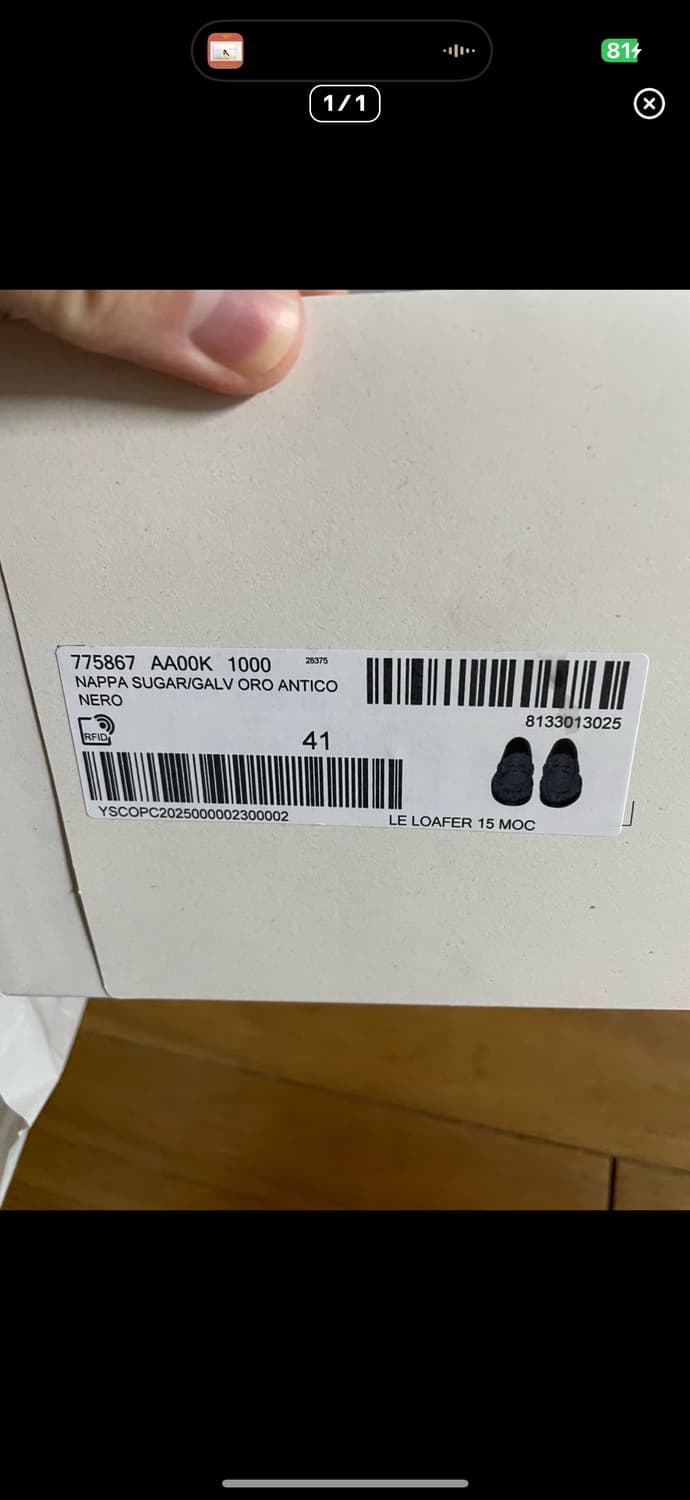 81
1/1
775867 AA00K 1000 28375
NAPPA SUGAR/GALV ORO ANTICO
NERO
8133013025
RFID
41
YSCOPC2025000002300002
LE LOAFER 15 MOC